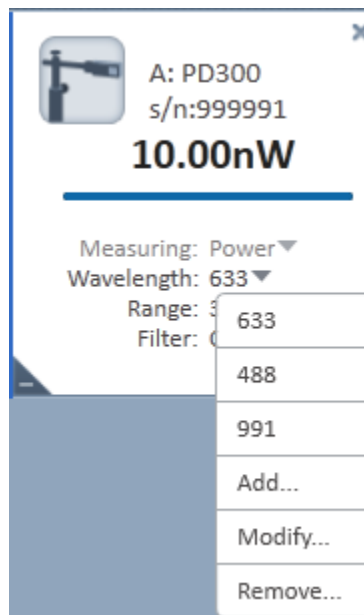 A: PD300
s/n:999991
10.00nW
Measuring: Power
Wavelength: 633
Range:
Filter:
633
488
991
Add...
Modify...
Remove...